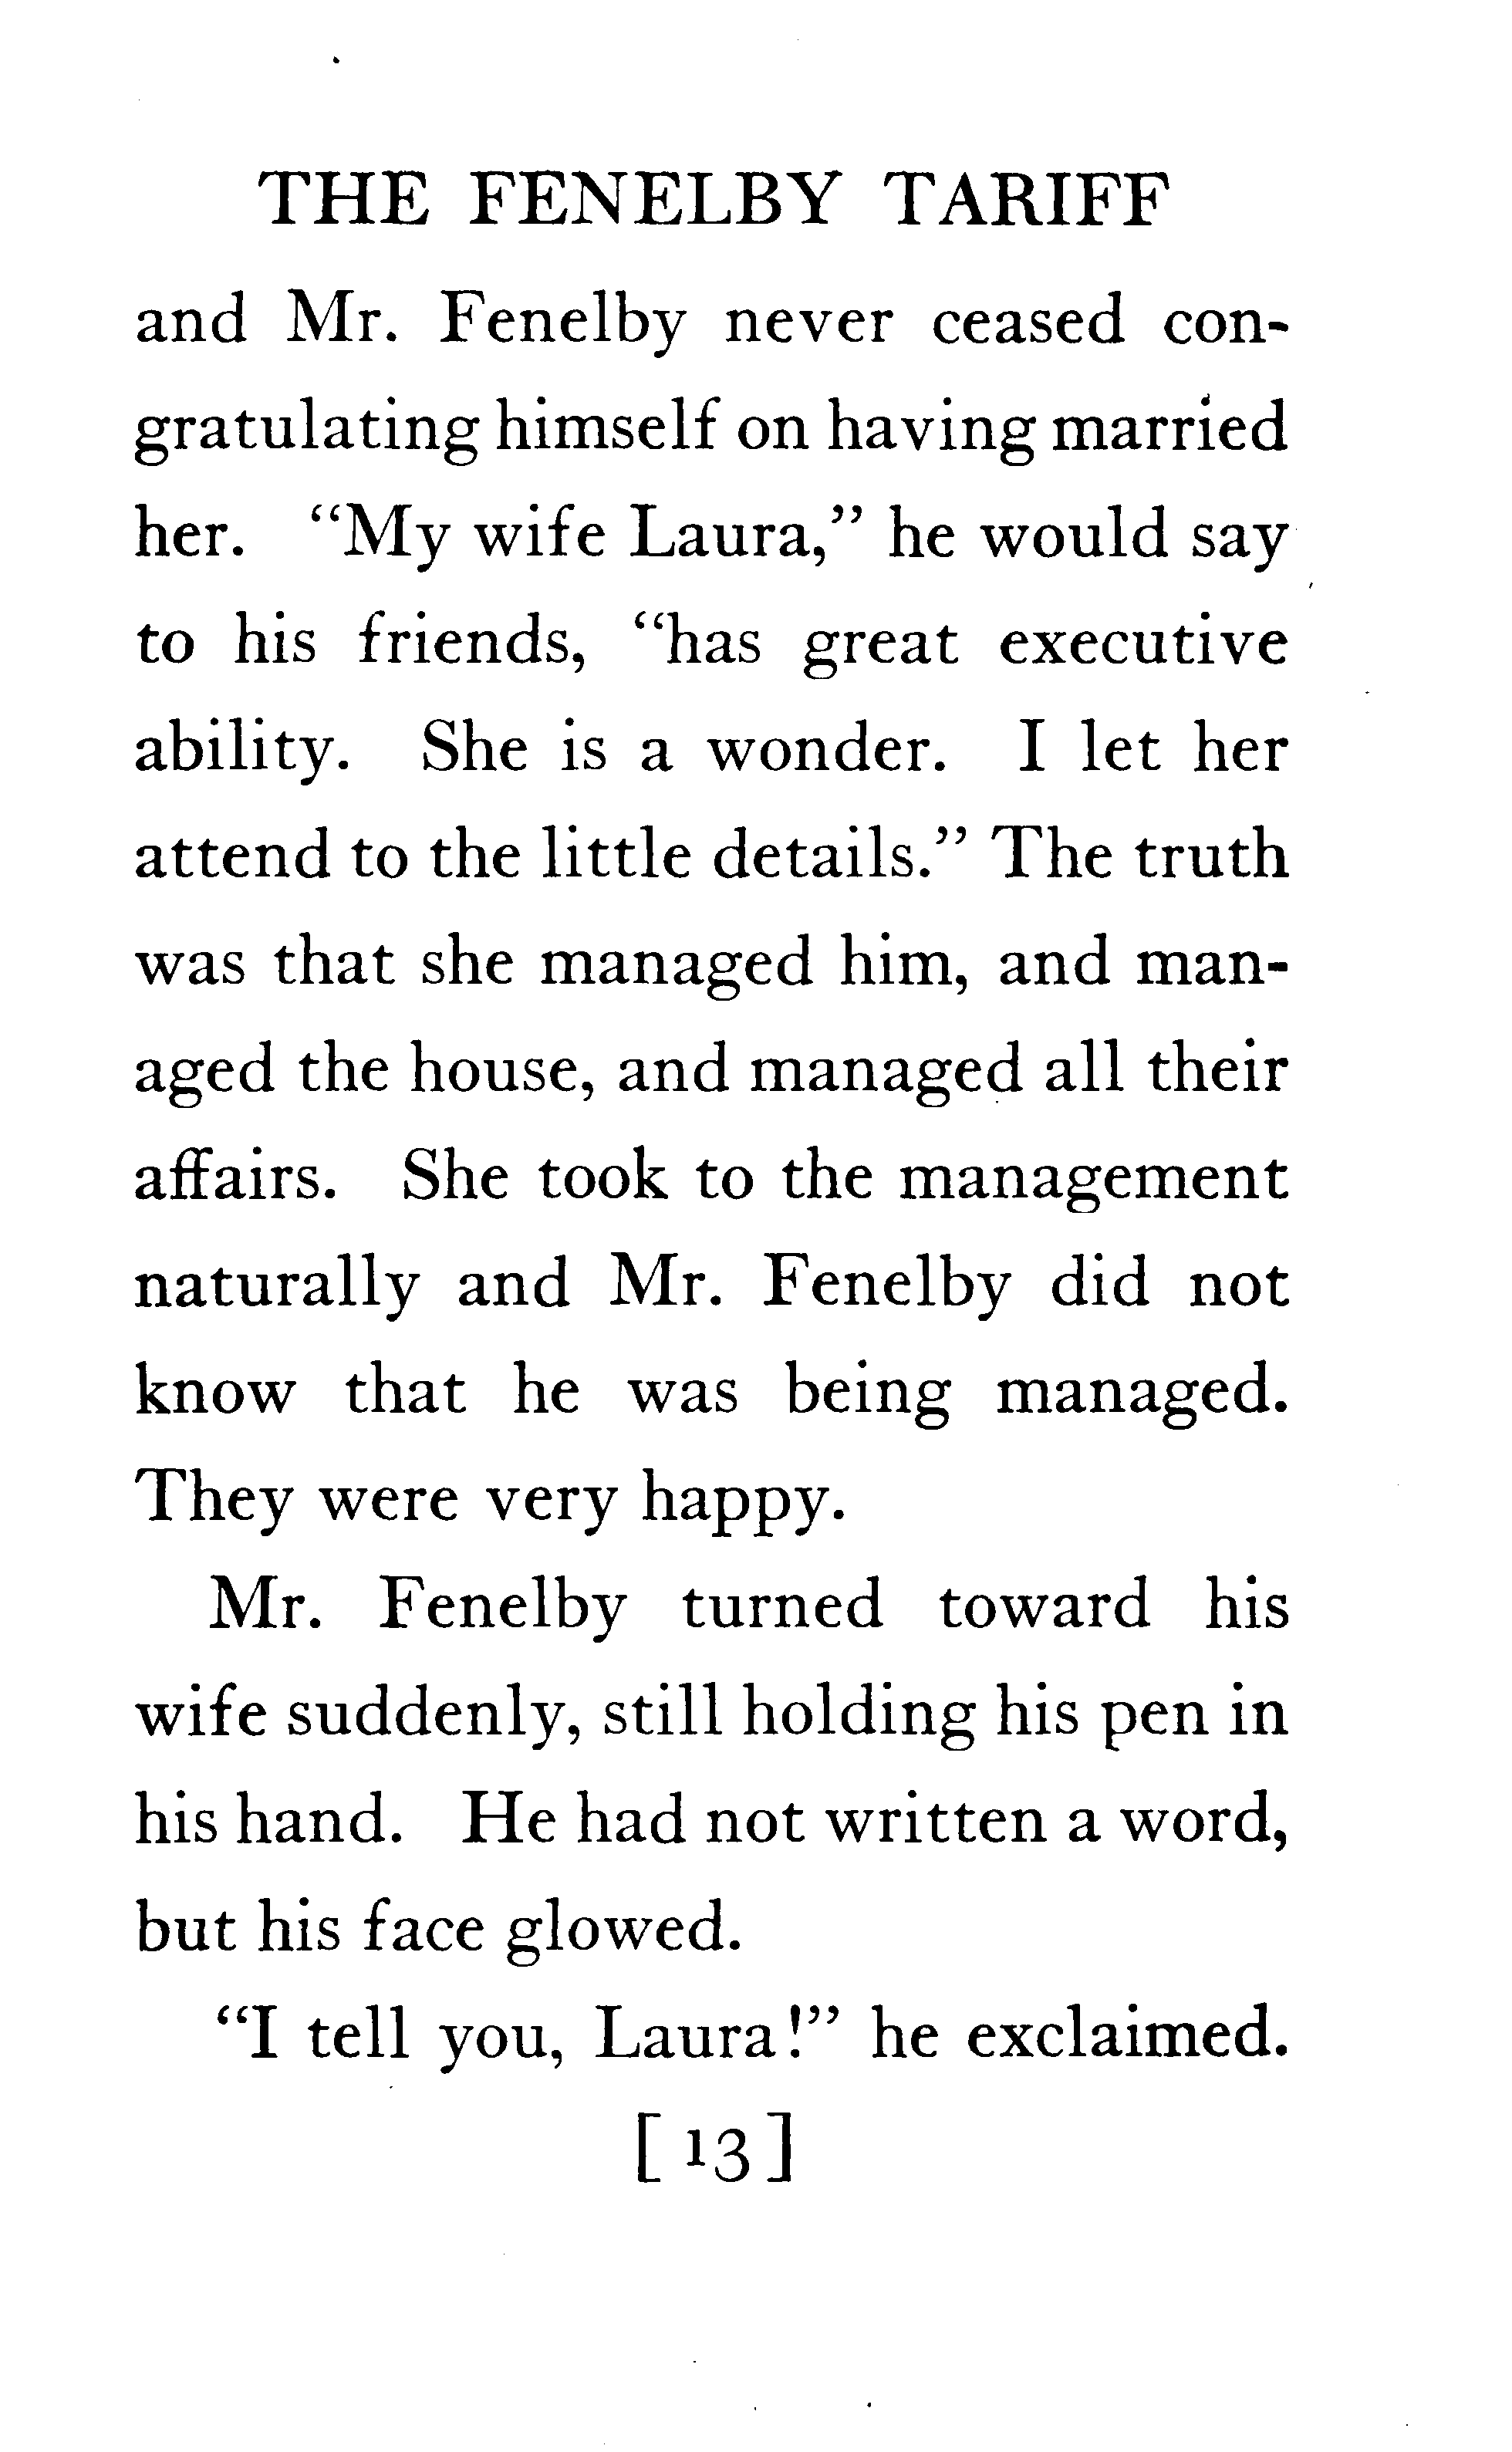 THE FENELBY TARIFF
and Mr. Fenelby never ceased con-
gratulating himself on having married
her. "My wife Laura," he would say
to his friends, "has great executive
ability. She is a wonder. I let her
attend to the little details." The truth
was that she managed him, and man-
aged the house, and managed all their
affairs. She took to the management
naturally and Mr. Fenelby did not
know that he was being managed.
They were very happy.
Mr. Fenelby turned toward his
wife suddenly, still holding his pen in
his hand. He had not written a word,
but his face glowed.
"I tell you, Laura!" he exclaimed.
[13]